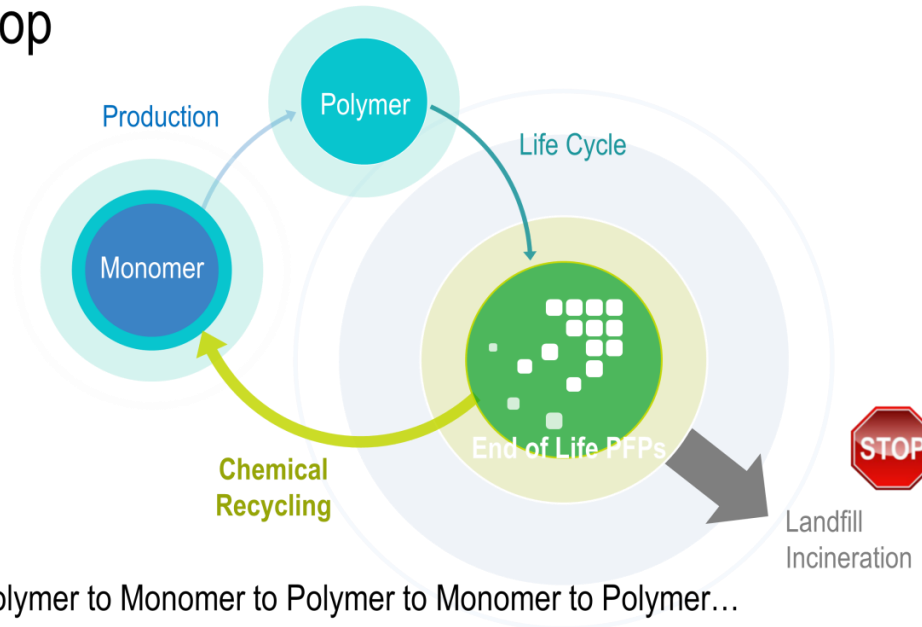 op
Polymer
Production
Life Cycle
Monomer
End of Life PFPs
STOP
Chemical
Recycling
Landfill
Incineration
olymer to Monomer to Polymer to Monomer to Polymer…